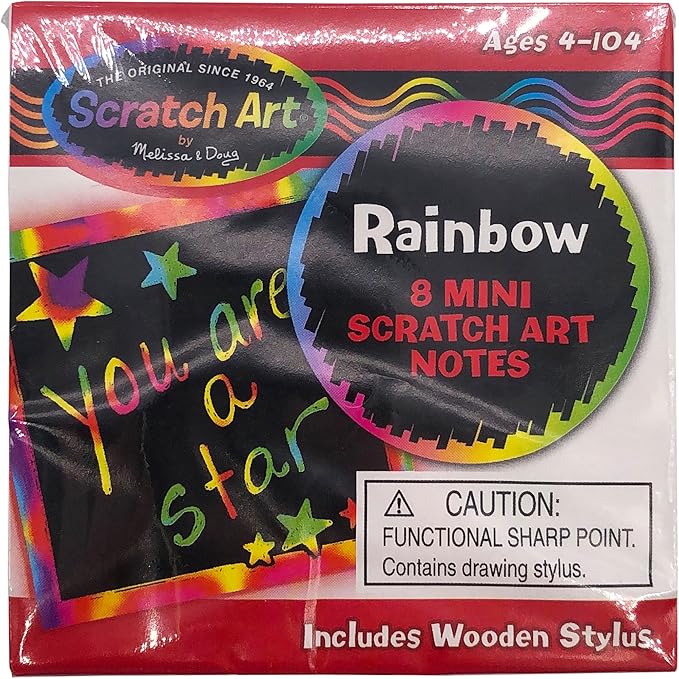 Ages 4-104
THE ORIGINAL SINCE 1964
Scratch Art®
by
Melissa & Doug
Rainbow
8 MINI
SCRATCH ART
NOTES
You are
a
star
⚠ CAUTION:
FUNCTIONAL SHARP POINT.
Contains drawing stylus.
Includes Wooden Stylus